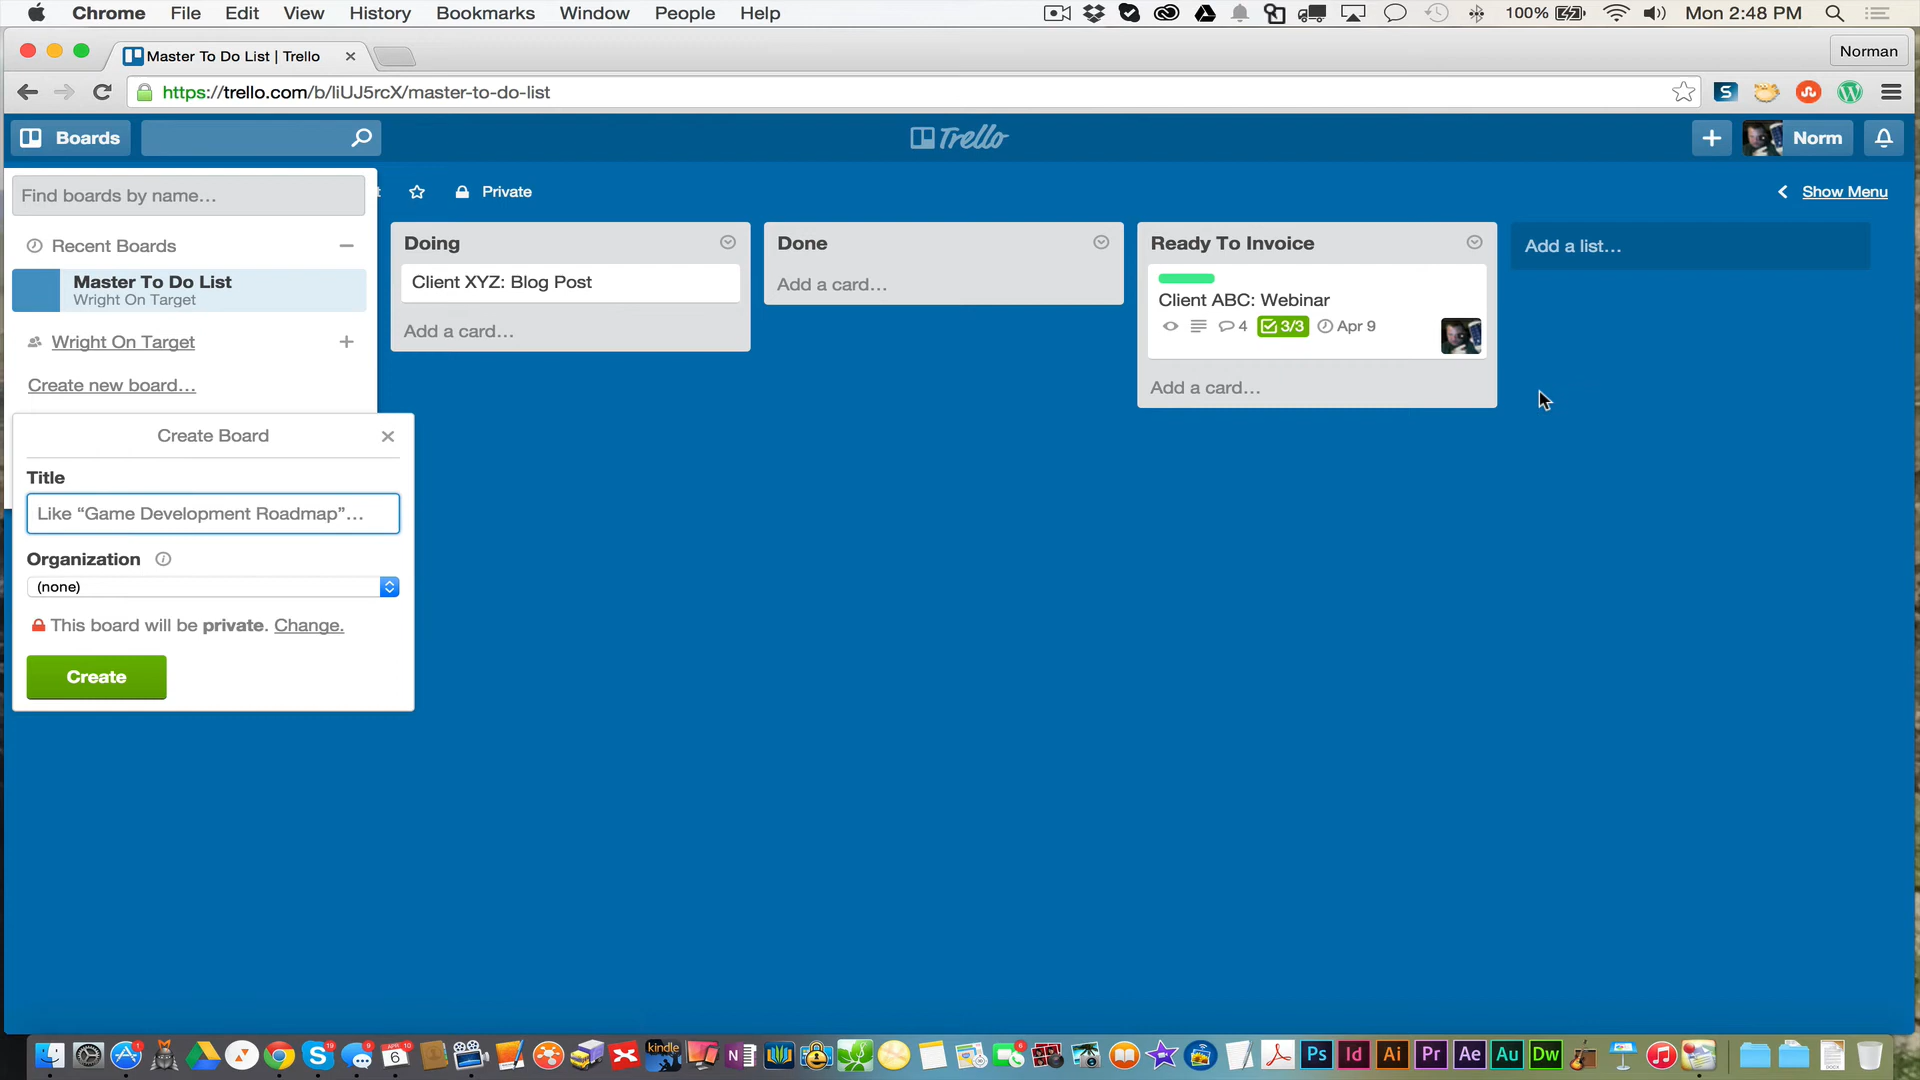 Chrome File Edit View History Bookmarks Window People Help
100% Mon 2:48 PM
Master To Do List | Trello
Norman
https://trello.com/b/liUJ5rcX/master-to-do-list
Boards
Trello
Norm
Find boards by name…
Private
Show Menu
Recent Boards
Master To Do List
Wright On Target
Wright On Target
Create new board…
Doing
Client XYZ: Blog Post
Add a card…
Done
Add a card…
Ready To Invoice
Client ABC: Webinar
4 3/3 Apr 9
Add a card…
Add a list…
Create Board
Title
Like “Game Development Roadmap”…
Organization
(none)
This board will be private. Change.
Create
kindle
6
N
Ps Id Ai Pr Ae Au Dw